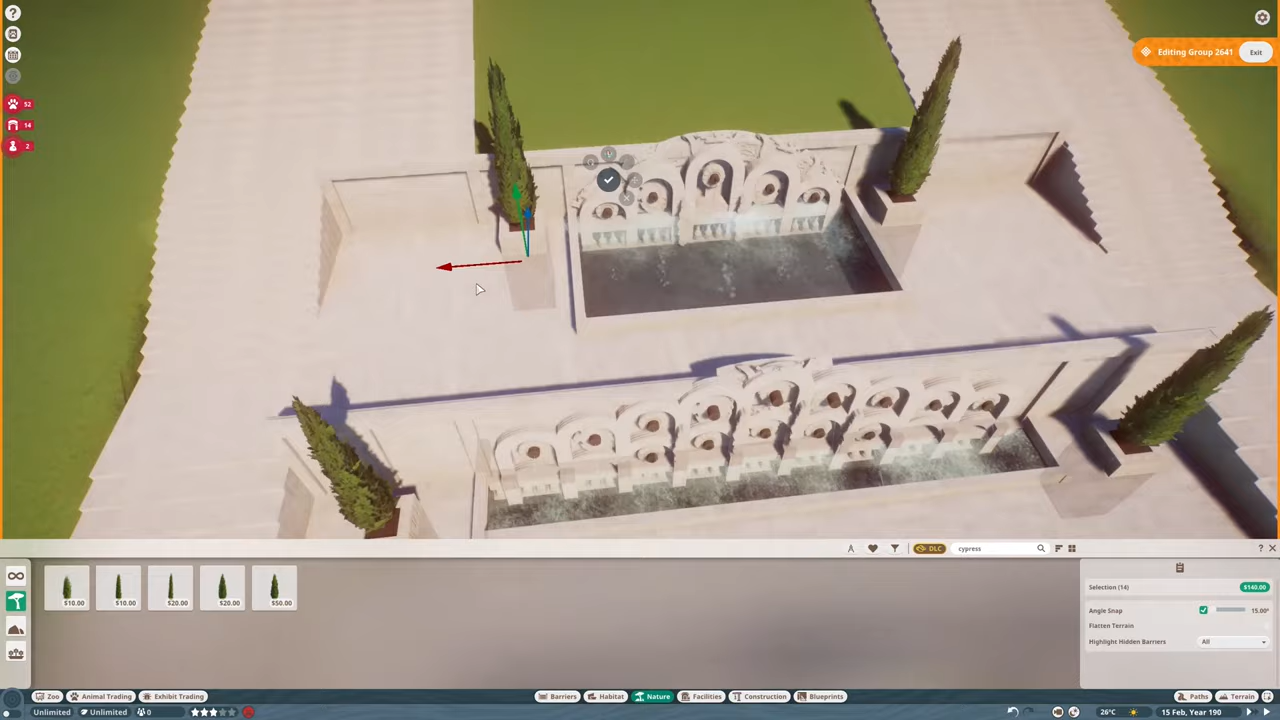 ?
Editing Group 2641
Exit
52
14
2
DLC
cypress
? ×
$10.00
$10.00
$20.00
$20.00
$50.00
Selection (14)
$140.00
Angle Snap
15.00°
Flatten Terrain
Highlight Hidden Barriers
All
Zoo
Animal Trading
Exhibit Trading
Barriers
Habitat
Nature
Facilities
Construction
Blueprints
Paths
Terrain
Unlimited
Unlimited
0
26°C
15 Feb, Year 190